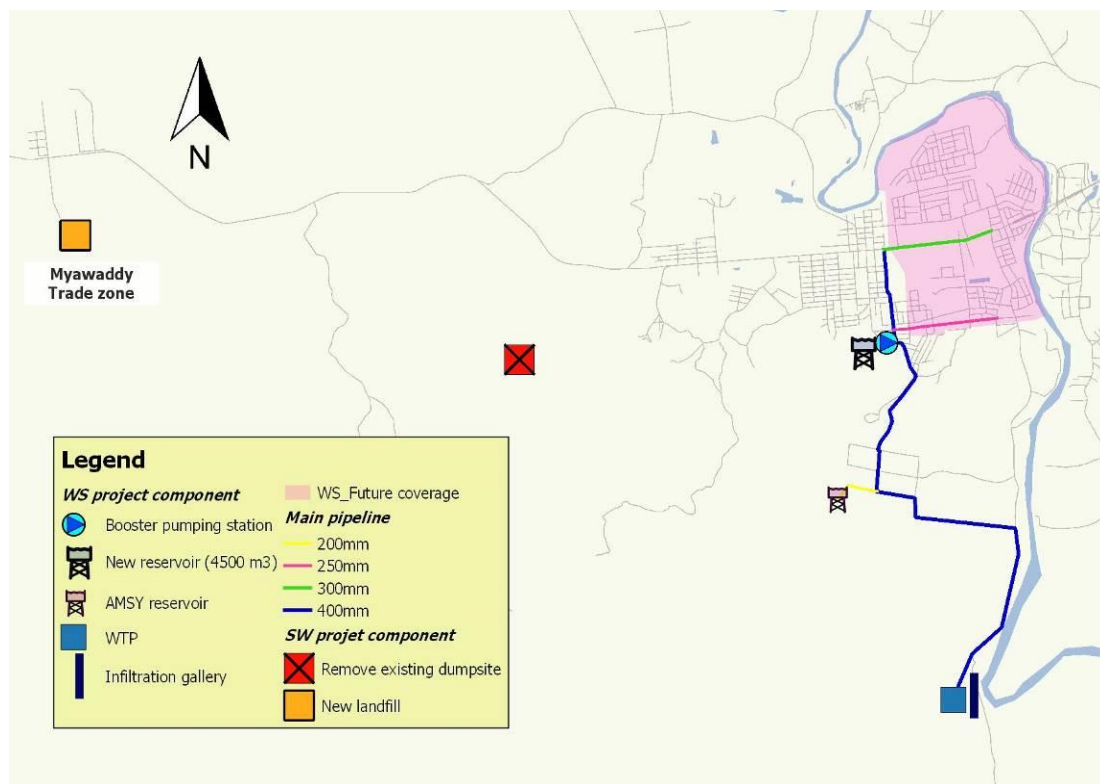 N
Myawaddy
Trade zone
Legend
WS project component
Booster pumping station
New reservoir (4500 m3)
AMSY reservoir
WTP
Infiltration gallery
WS_Future coverage
Main pipeline
200mm
250mm
300mm
400mm
SW projet component
Remove existing dumpsite
New landfill